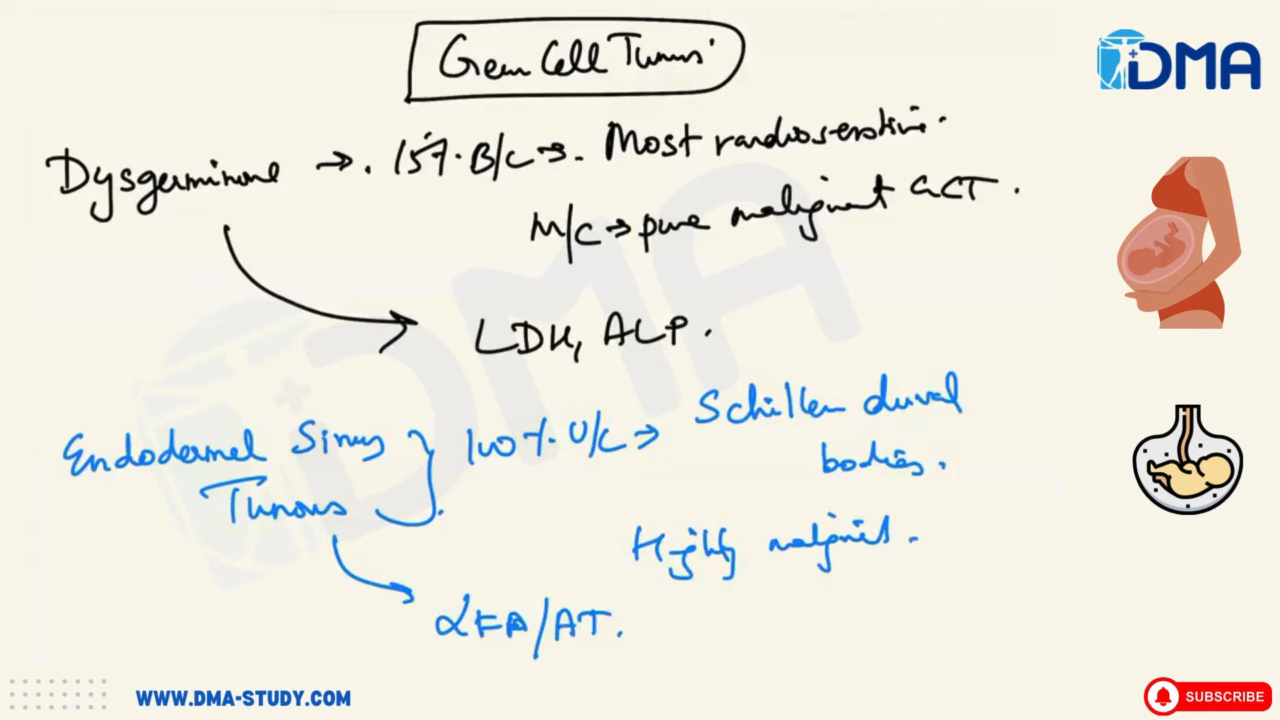 Germ Cell Tumors
DMA
Dysgerminoma → 15% B/L → Most radiosensitive.
M/C → pure malignant GCT.
LDH, ALP.
Endodermal Sinus
Tumors
100% U/L → Schiller duval
bodies.
Highly malignant.
αFP/AT.
WWW.DMA-STUDY.COM
SUBSCRIBE